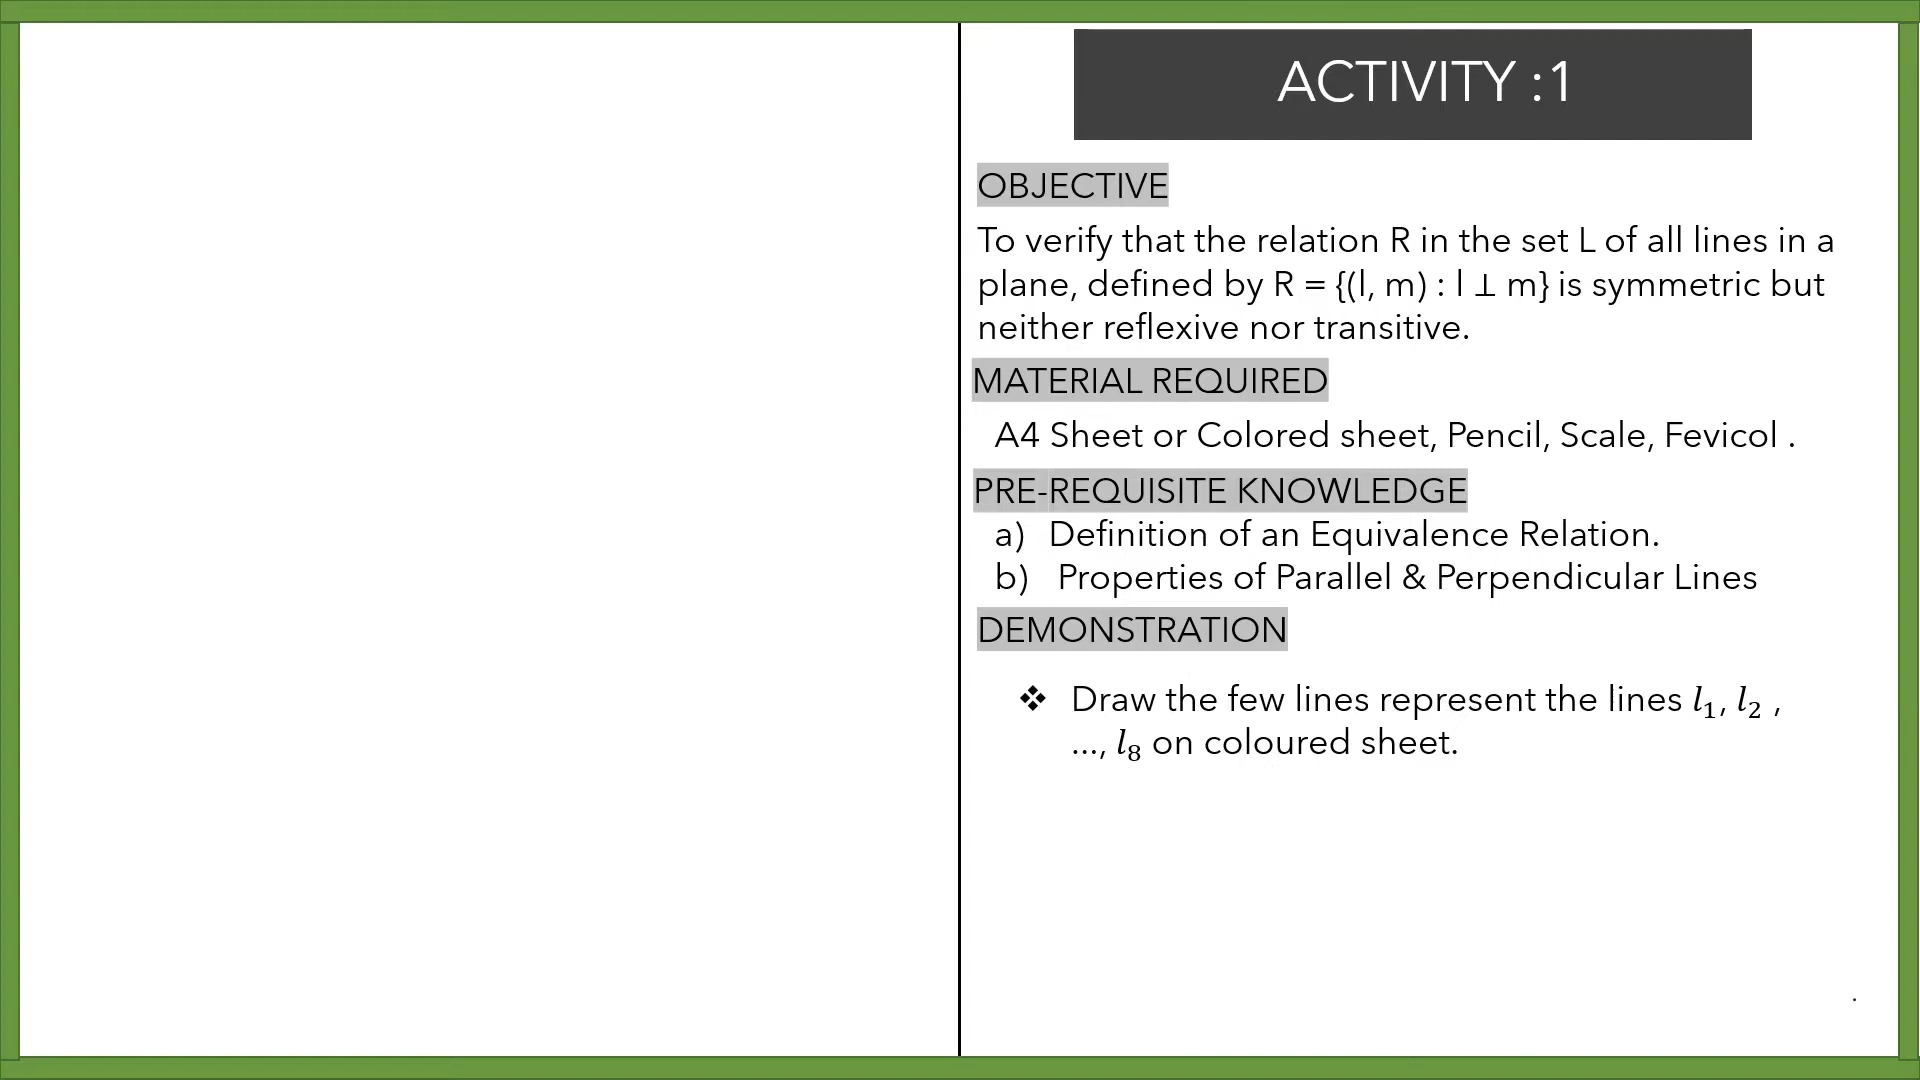 ACTIVITY :1
OBJECTIVE
To verify that the relation R in the set L of all lines in a
plane, defined by R = {(l, m) : l ⊥ m} is symmetric but
neither reflexive nor transitive.
MATERIAL REQUIRED
A4 Sheet or Colored sheet, Pencil, Scale, Fevicol .
PRE-REQUISITE KNOWLEDGE
a) Definition of an Equivalence Relation.
b) Properties of Parallel & Perpendicular Lines
DEMONSTRATION
❖ Draw the few lines represent the lines l₁, l₂ ,
..., l₈ on coloured sheet.
.